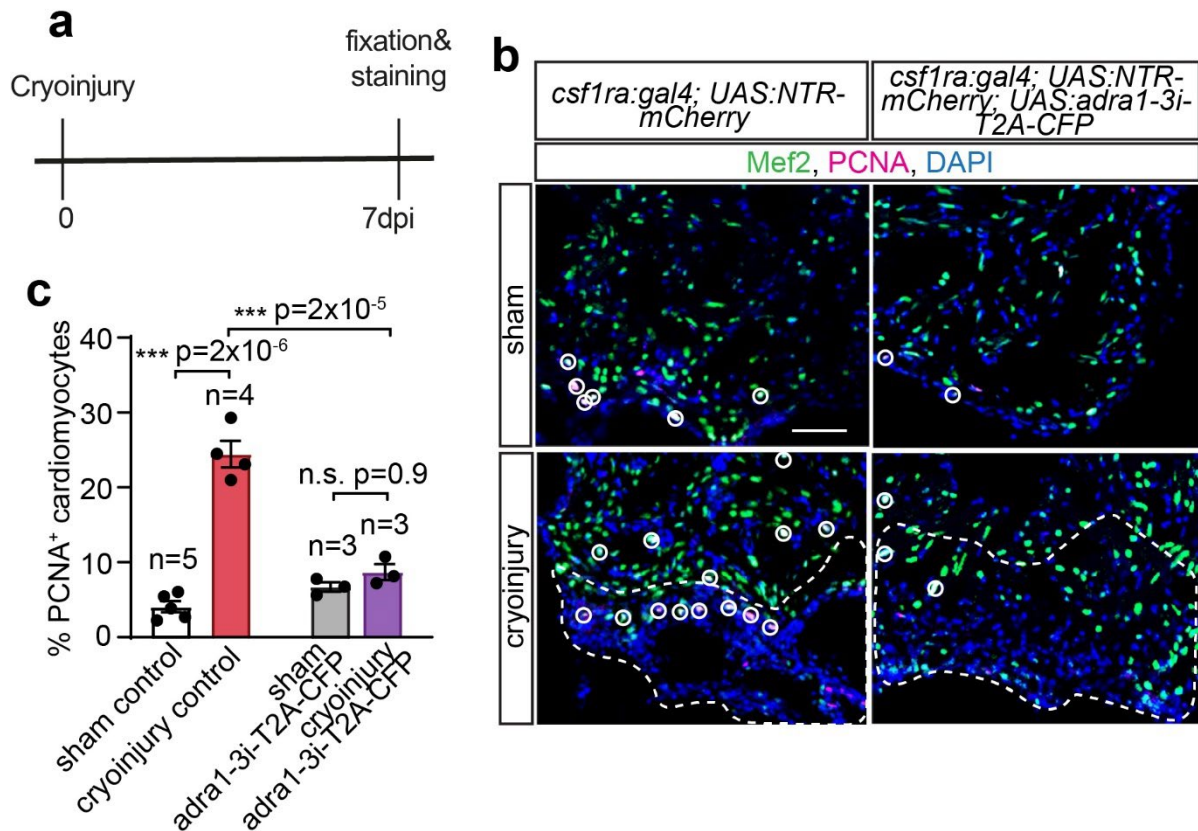 a
Cryoinjury
fixation&
staining
0
7dpi
b
csf1ra:gal4; UAS:NTR-
mCherry
csf1ra:gal4; UAS:NTR-
mCherry; UAS:adra1-3i-
T2A-CFP
Mef2, PCNA, DAPI
sham
cryoinjury
c
% PCNA⁺ cardiomyocytes
40
30
20
10
0
*** p=2x10⁻⁶
*** p=2x10⁻⁵
n.s. p=0.9
n=5
n=4
n=3
n=3
sham control
cryoinjury control
sham
adra1-3i-T2A-CFP
cryoinjury
adra1-3i-T2A-CFP